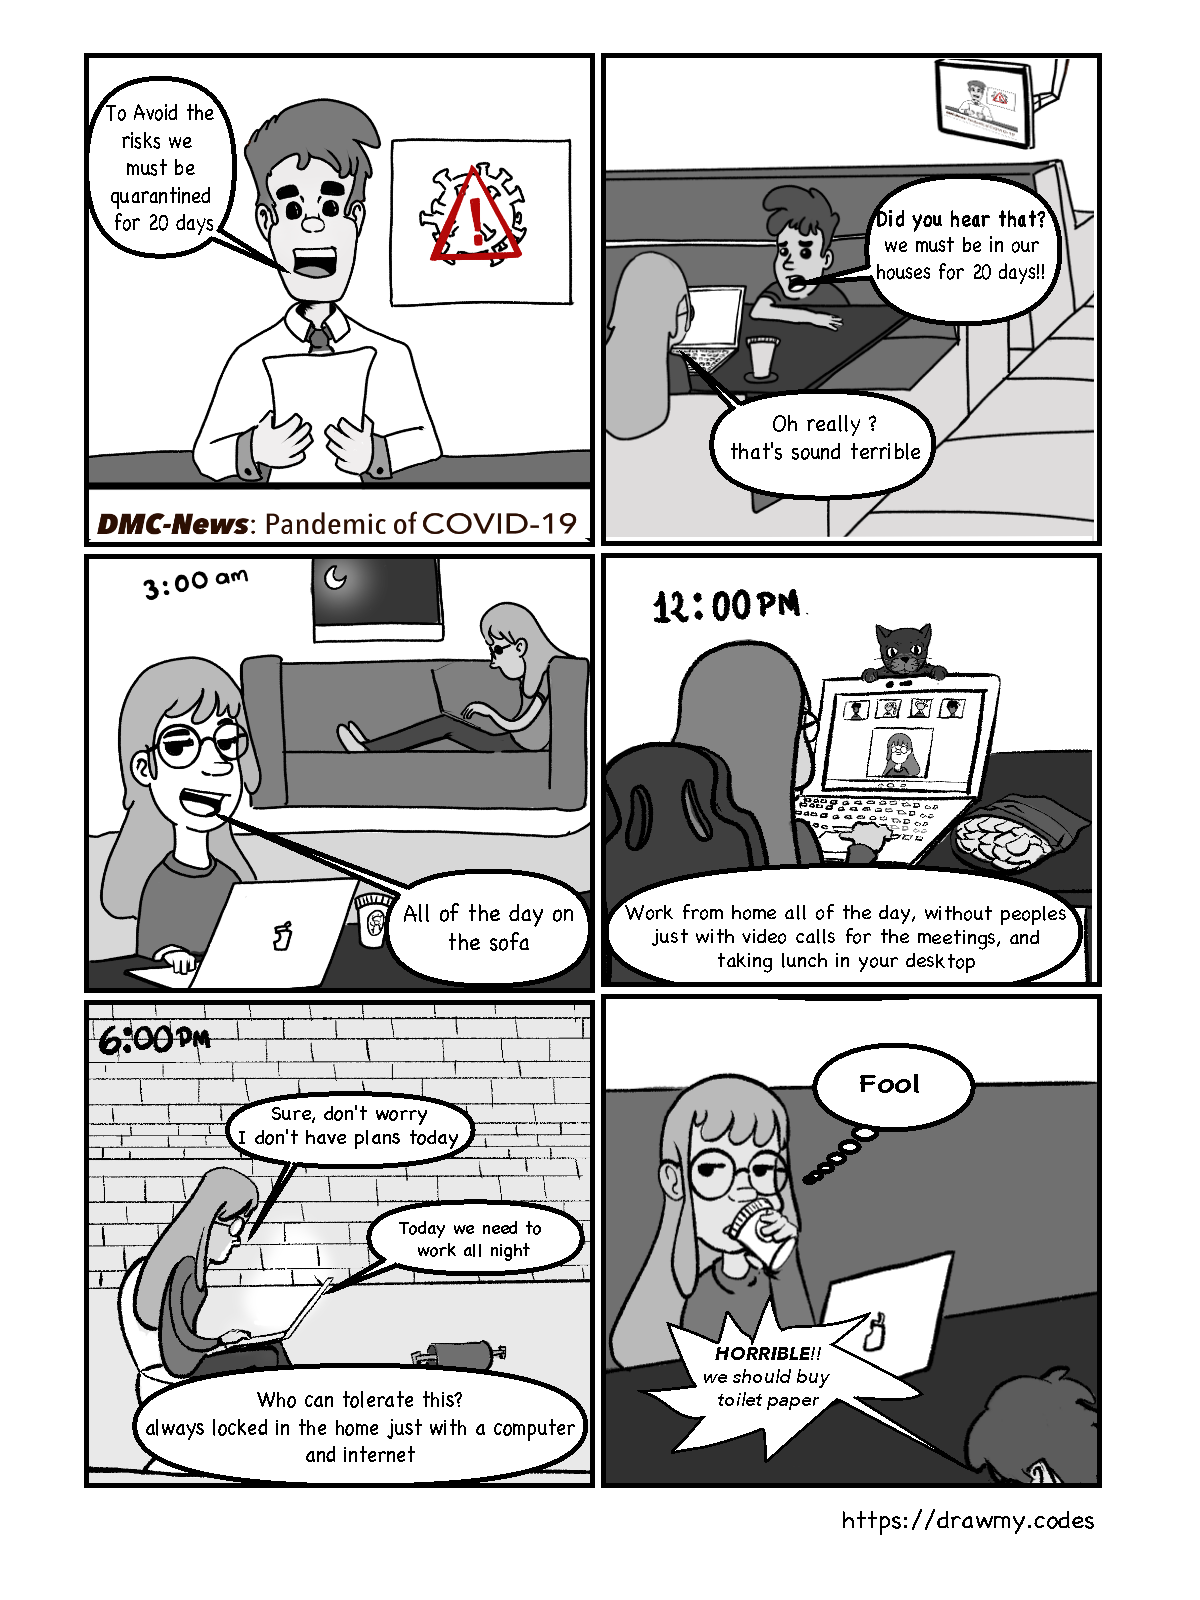 To Avoid the
risks we
must be
quarantined
for 20 days
DMC-News: Pandemic of COVID-19
Did you hear that?
we must be in our
houses for 20 days!!
Oh really ?
that's sound terrible
3:00 am
All of the day on
the sofa
12:00 PM
Work from home all of the day, without peoples
just with video calls for the meetings, and
taking lunch in your desktop
6:00 PM
Sure, don't worry
I don't have plans today
Today we need to
work all night
Who can tolerate this?
always locked in the home just with a computer
and internet
Fool
HORRIBLE!!
we should buy
toilet paper
https://drawmy.codes